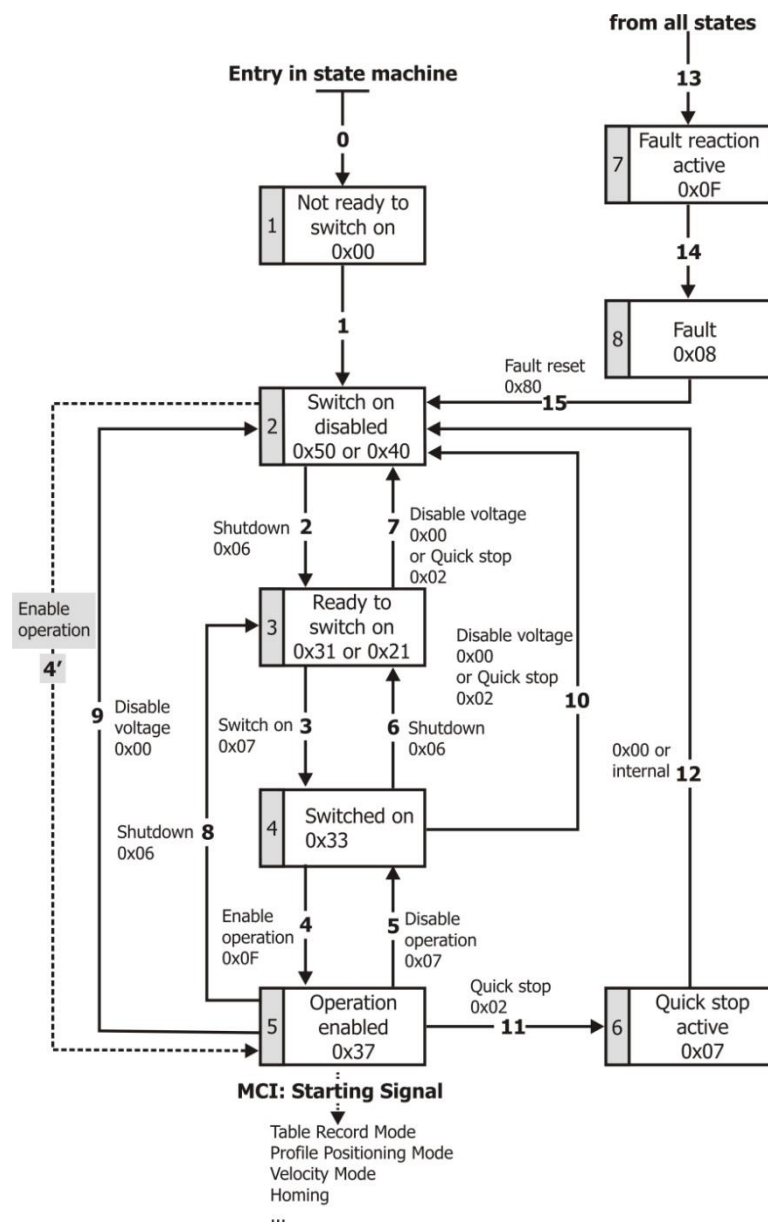 from all states
Entry in state machine
13
0
7
Fault reaction
active
0x0F
1
Not ready to
switch on
0x00
14
8
Fault
0x08
1
Fault reset
0x80
15
2
Switch on
disabled
0x50 or 0x40
Shutdown
0x06
2
7
Disable voltage
0x00
or Quick stop
0x02
Enable
operation
4’
3
Ready to
switch on
0x31 or 0x21
Disable voltage
0x00
or Quick stop
0x02
10
9
Disable
voltage
0x00
Switch on
0x07
3
6
Shutdown
0x06
0x00 or
internal
12
Shutdown
0x06
8
4
Switched on
0x33
Enable
operation
0x0F
4
5
Disable
operation
0x07
Quick stop
0x02
11
5
Operation
enabled
0x37
6
Quick stop
active
0x07
MCI: Starting Signal
Table Record Mode
Profile Positioning Mode
Velocity Mode
Homing
...